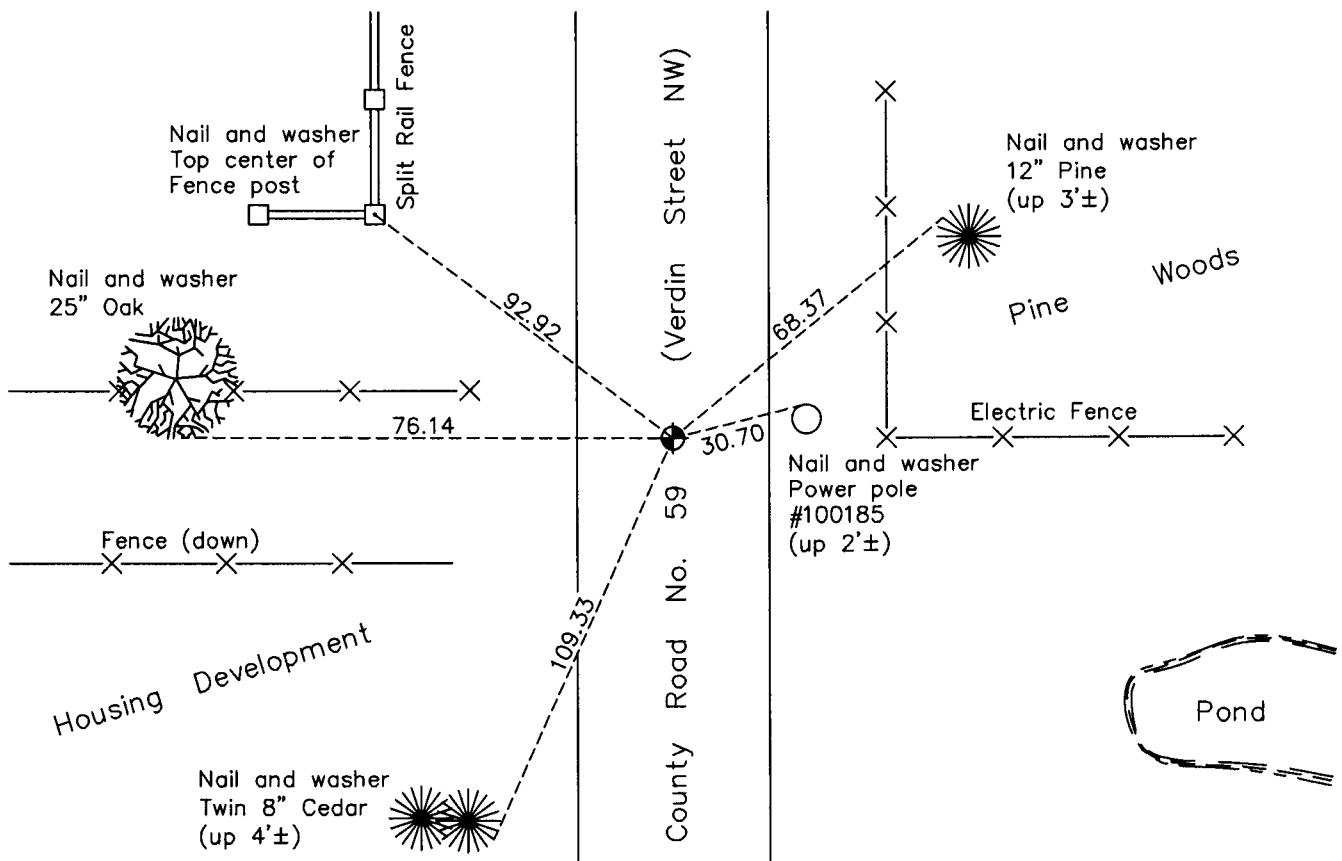 Split Rail Fence
Nail and washer
Top center of
Fence post
Nail and washer
25" Oak
92.92
76.14
(Verdin Street NW)
County Road No. 59
68.37
30.70
Nail and washer
12" Pine
(up 3'±)
Pine Woods
Electric Fence
Nail and washer
Power pole
#100185
(up 2'±)
Fence (down)
109.33
Housing Development
Nail and washer
Twin 8" Cedar
(up 4'±)
Pond